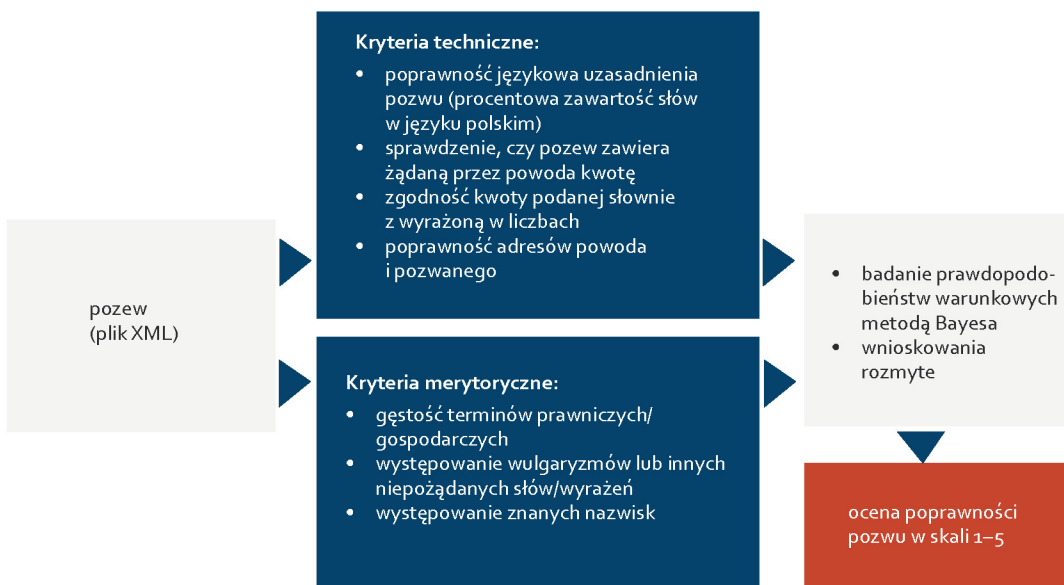 pozew
(plik XML)
Kryteria techniczne:
• poprawność językowa uzasadnienia
pozwu (procentowa zawartość słów
w języku polskim)
• sprawdzenie, czy pozew zawiera
żądaną przez powoda kwotę
• zgodność kwoty podanej słownie
z wyrażoną w liczbach
• poprawność adresów powoda
i pozwanego
Kryteria merytoryczne:
• gęstość terminów prawniczych/
gospodarczych
• występowanie wulgaryzmów lub innych
niepożądanych słów/wyrażeń
• występowanie znanych nazwisk
• badanie prawdopodo-
bieństw warunkowych
metodą Bayesa
• wnioskowania
rozmyte
ocena poprawności
pozwu w skali 1–5